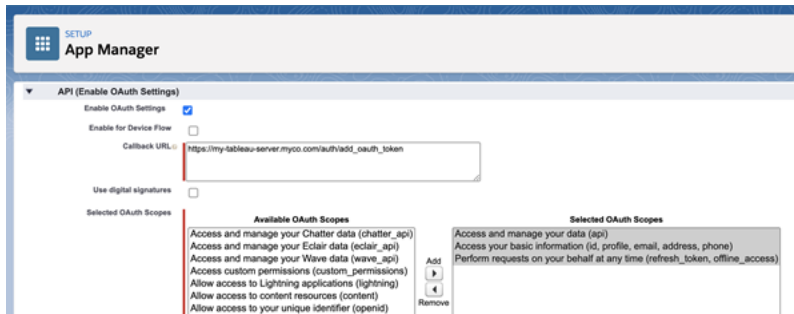 SETUP
App Manager
API (Enable OAuth Settings)
Enable OAuth Settings
Enable for Device Flow
Callback URL
https://my-tableau-server.myco.com/auth/add_oauth_token
Use digital signatures
Selected OAuth Scopes
Available OAuth Scopes
Access and manage your Chatter data (chatter_api)
Access and manage your Eclair data (eclair_api)
Access and manage your Wave data (wave_api)
Access custom permissions (custom_permissions)
Allow access to Lightning applications (lightning)
Allow access to content resources (content)
Allow access to your unique identifier (openid)
Add
Remove
Selected OAuth Scopes
Access and manage your data (api)
Access your basic information (id, profile, email, address, phone)
Perform requests on your behalf at any time (refresh_token, offline_access)